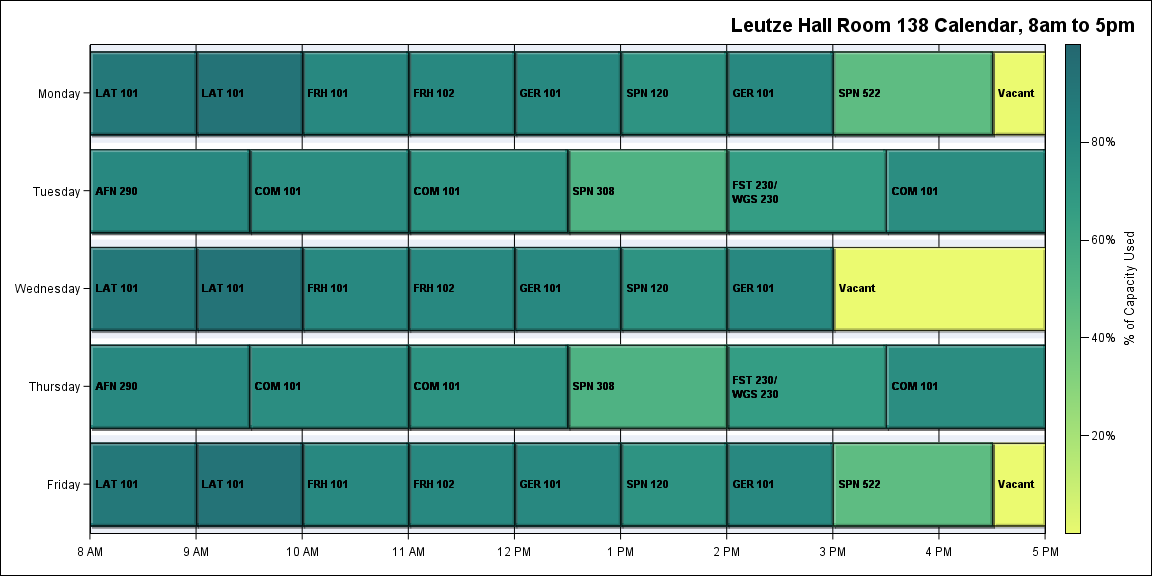 Leutze Hall Room 138 Calendar, 8am to 5pm
Monday
LAT 101
LAT 101
FRH 101
FRH 102
GER 101
SPN 120
GER 101
SPN 522
Vacant
Tuesday
AFN 290
COM 101
COM 101
SPN 308
FST 230/
WGS 230
COM 101
Wednesday
LAT 101
LAT 101
FRH 101
FRH 102
GER 101
SPN 120
GER 101
Vacant
Thursday
AFN 290
COM 101
COM 101
SPN 308
FST 230/
WGS 230
COM 101
Friday
LAT 101
LAT 101
FRH 101
FRH 102
GER 101
SPN 120
GER 101
SPN 522
Vacant
8 AM
9 AM
10 AM
11 AM
12 PM
1 PM
2 PM
3 PM
4 PM
5 PM
80%
60%
40%
20%
% of Capacity Used